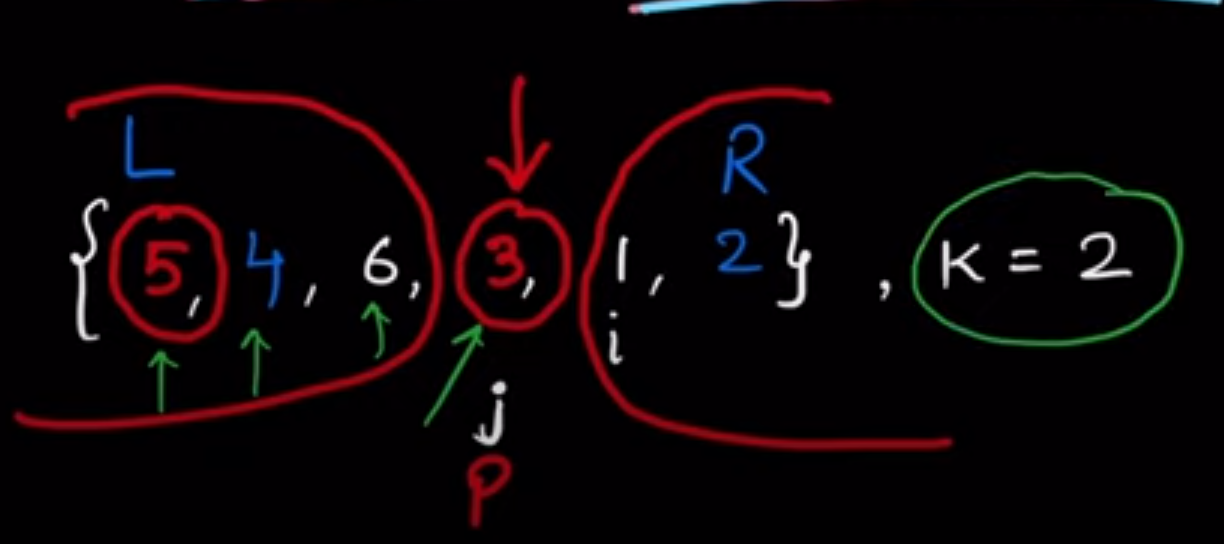 L R
{ 5, 4, 6, 3, 1, 2 } , K = 2
i
j
P